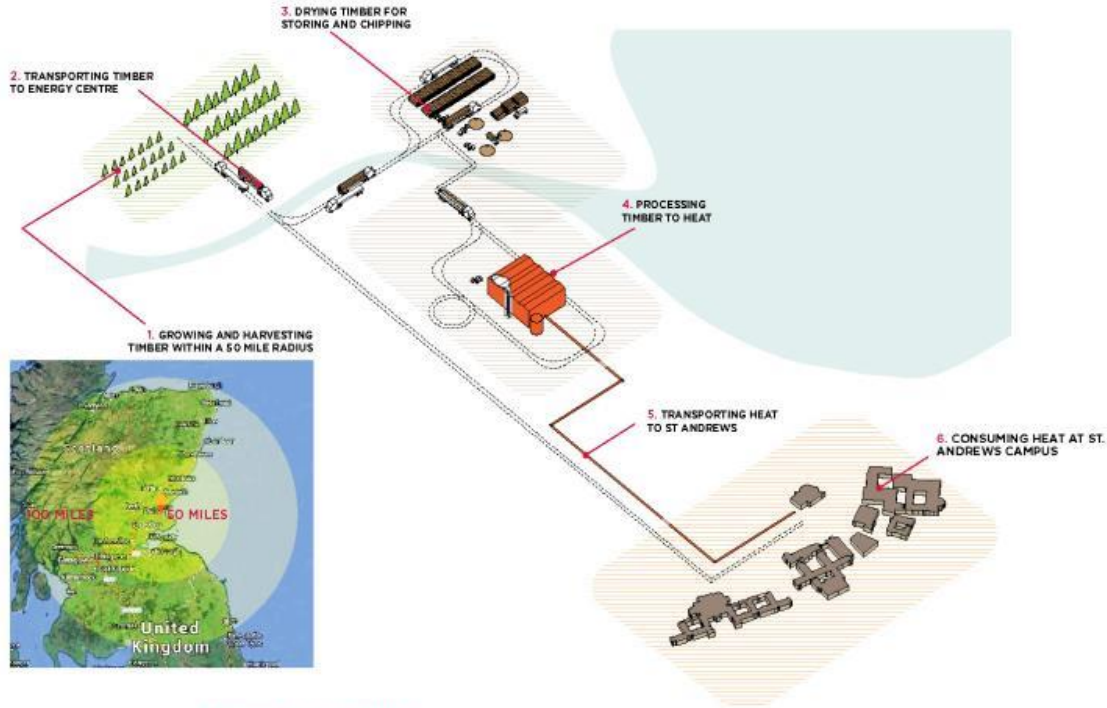 3. DRYING TIMBER FOR
STORING AND CHIPPING
2. TRANSPORTING TIMBER
TO ENERGY CENTRE
4. PROCESSING
TIMBER TO HEAT
1. GROWING AND HARVESTING
TIMBER WITHIN A 50 MILE RADIUS
5. TRANSPORTING HEAT
TO ST ANDREWS
6. CONSUMING HEAT AT ST.
ANDREWS CAMPUS
Scotland
100 MILES
50 MILES
United
Kingdom